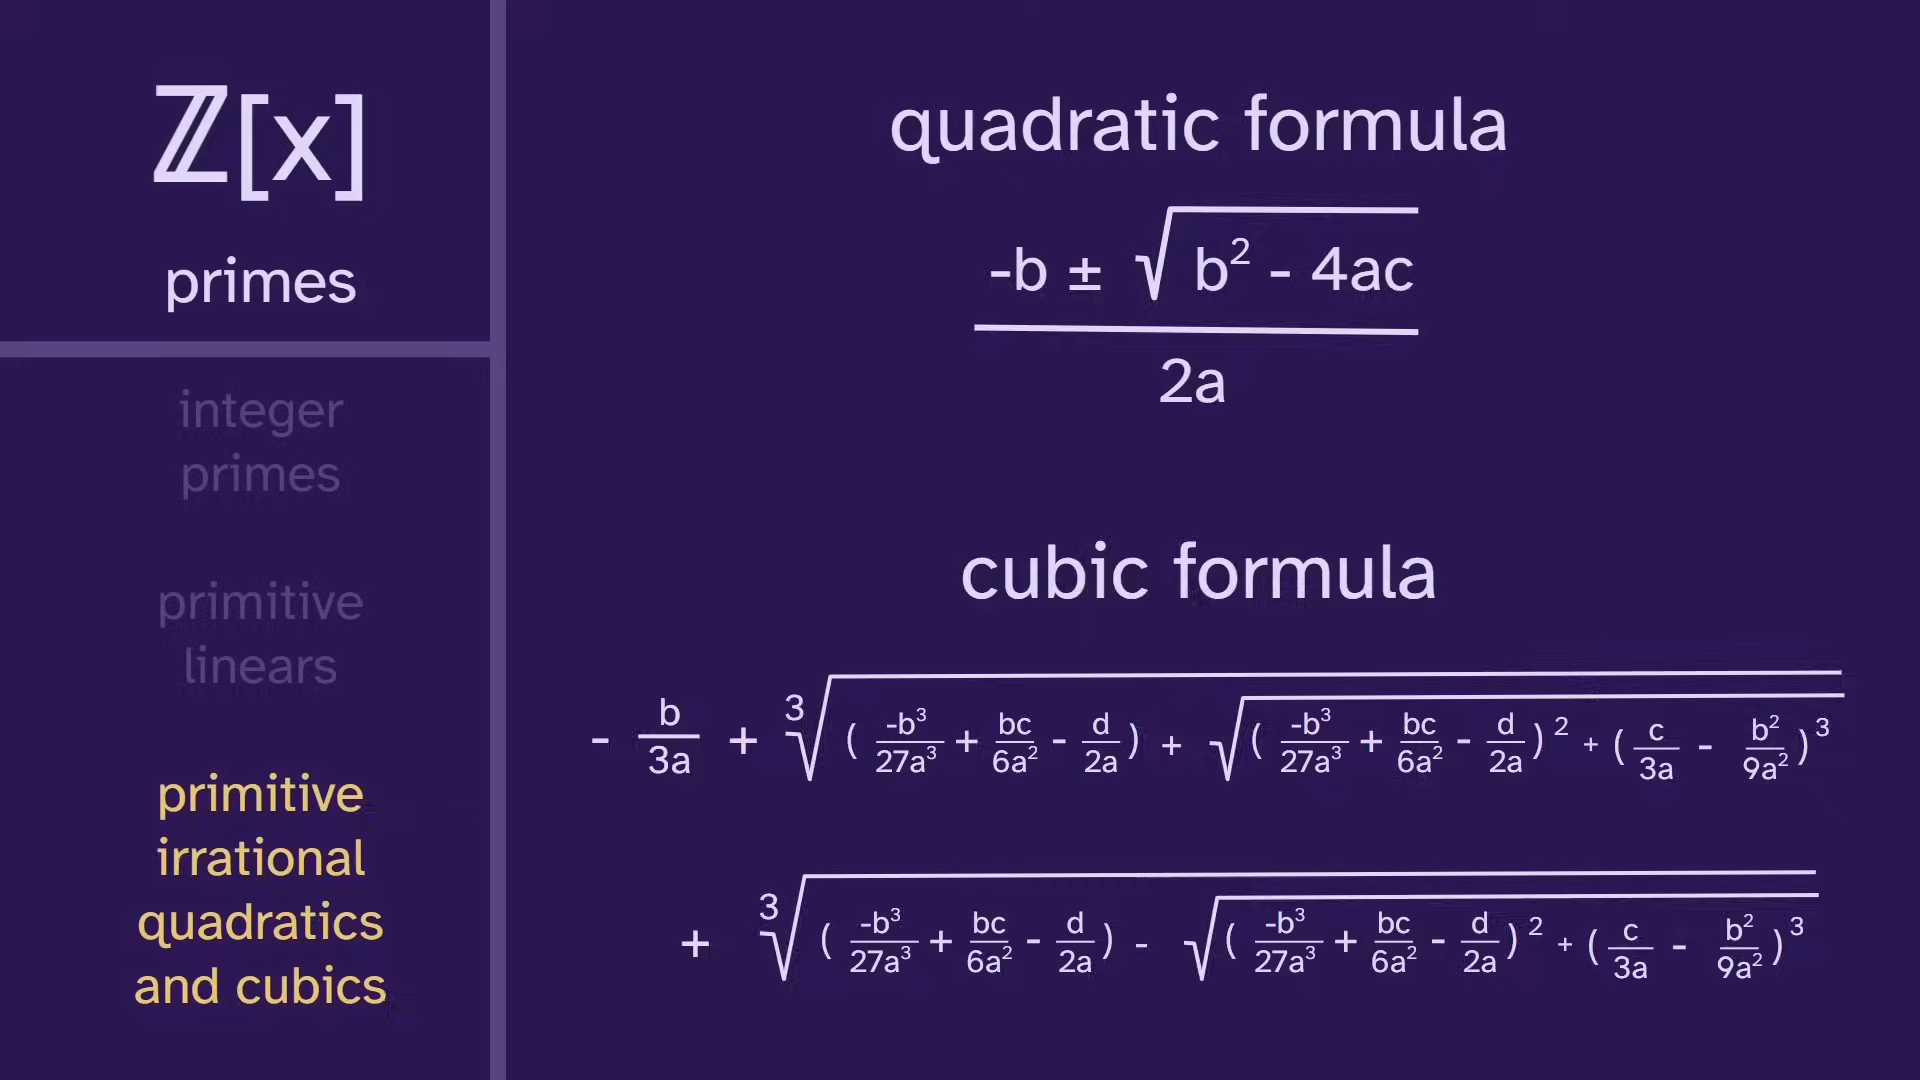 ℤ[x]
primes
integer
primes
primitive
linears
primitive
irrational
quadratics
and cubics
quadratic formula
-b ± √ b² - 4ac
2a
cubic formula
- b/3a + ³√ ( -b³/27a³ + bc/6a² - d/2a ) + √ ( -b³/27a³ + bc/6a² - d/2a )² + ( c/3a - b²/9a² )³
+ ³√ ( -b³/27a³ + bc/6a² - d/2a ) - √ ( -b³/27a³ + bc/6a² - d/2a )² + ( c/3a - b²/9a² )³